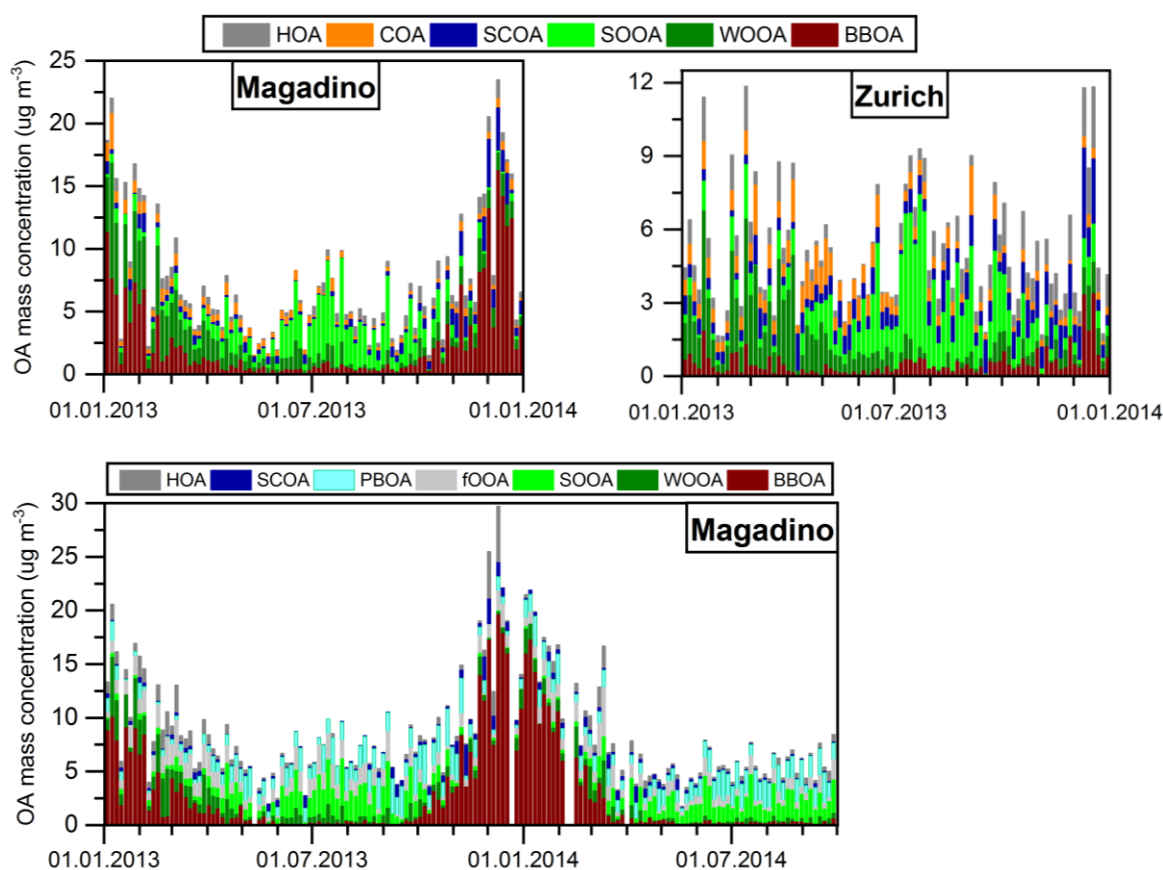 HOA COA SCOA SOOA WOOA BBOA
Magadino
OA mass concentration (ug m-3)
25
20
15
10
5
0
01.01.2013 01.07.2013 01.01.2014
Zurich
12
9
6
3
0
01.01.2013 01.07.2013 01.01.2014
HOA SCOA PBOA fOOA SOOA WOOA BBOA
Magadino
OA mass concentration (ug m-3)
30
25
20
15
10
5
0
01.01.2013 01.07.2013 01.01.2014 01.07.2014